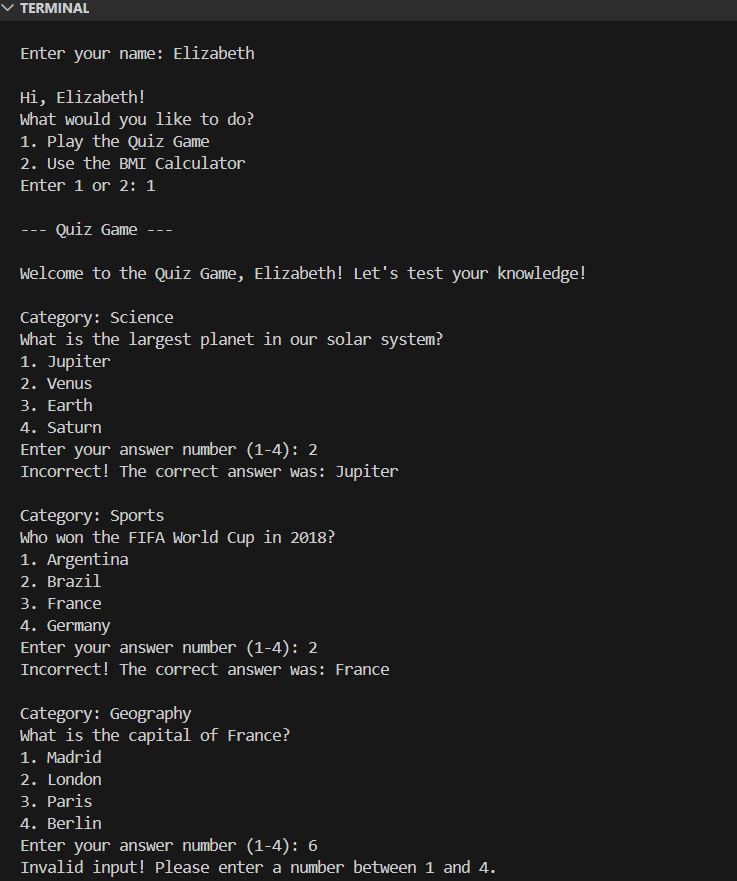 TERMINAL
Enter your name: Elizabeth
Hi, Elizabeth!
What would you like to do?
1. Play the Quiz Game
2. Use the BMI Calculator
Enter 1 or 2: 1
--- Quiz Game ---
Welcome to the Quiz Game, Elizabeth! Let's test your knowledge!
Category: Science
What is the largest planet in our solar system?
1. Jupiter
2. Venus
3. Earth
4. Saturn
Enter your answer number (1-4): 2
Incorrect! The correct answer was: Jupiter
Category: Sports
Who won the FIFA World Cup in 2018?
1. Argentina
2. Brazil
3. France
4. Germany
Enter your answer number (1-4): 2
Incorrect! The correct answer was: France
Category: Geography
What is the capital of France?
1. Madrid
2. London
3. Paris
4. Berlin
Enter your answer number (1-4): 6
Invalid input! Please enter a number between 1 and 4.